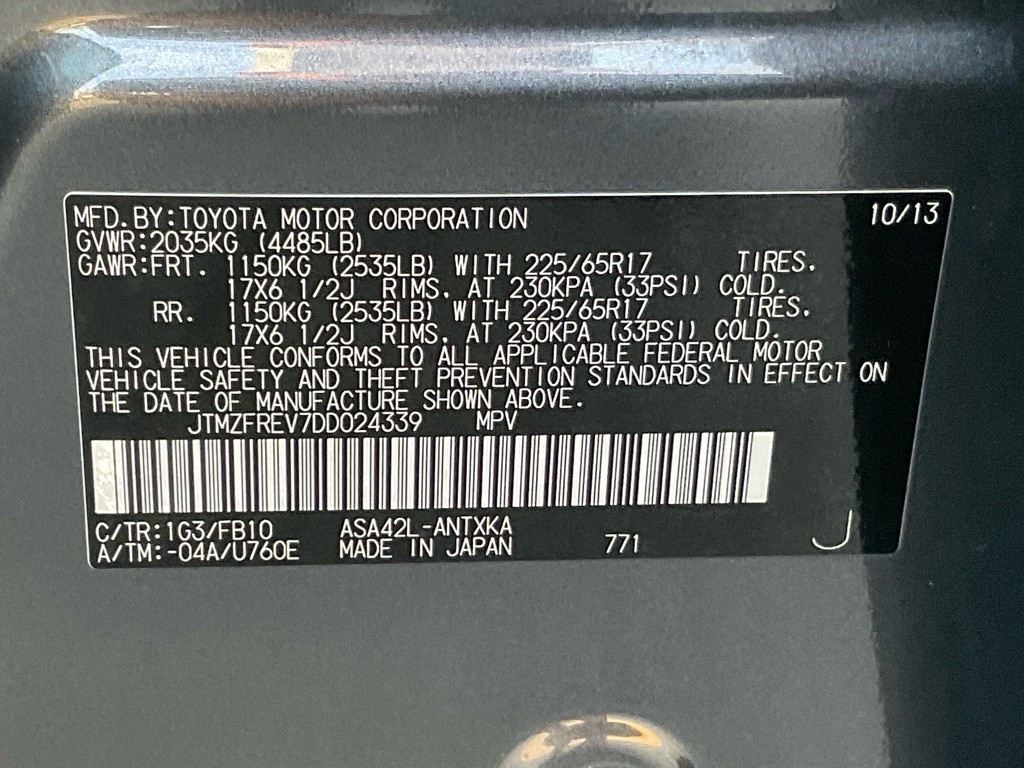 MFD.BY:TOYOTA MOTOR CORPORATION 10/13
GVWR:2035KG (4485LB)
GAWR:FRT. 1150KG (2535LB) WITH 225/65R17 TIRES.
17X6 1/2J RIMS, AT 230KPA (33PSI) COLD.
RR. 1150KG (2535LB) WITH 225/65R17 TIRES.
17X6 1/2J RIMS, AT 230KPA (33PSI) COLD.
THIS VEHICLE CONFORMS TO ALL APPLICABLE FEDERAL MOTOR
VEHICLE SAFETY AND THEFT PREVENTION STANDARDS IN EFFECT ON
THE DATE OF MANUFACTURE SHOWN ABOVE.
JTMZFREV7DD024339 MPV
C/TR:1G3/FB10 ASA42L-ANTXKA
A/TM:-04A/U760E MADE IN JAPAN 771 J